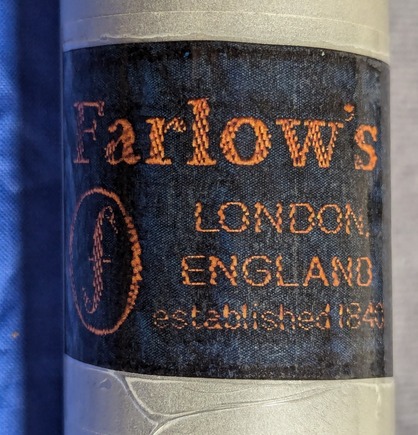 Farlow's
LONDON,
ENGLAND
f
established 1840